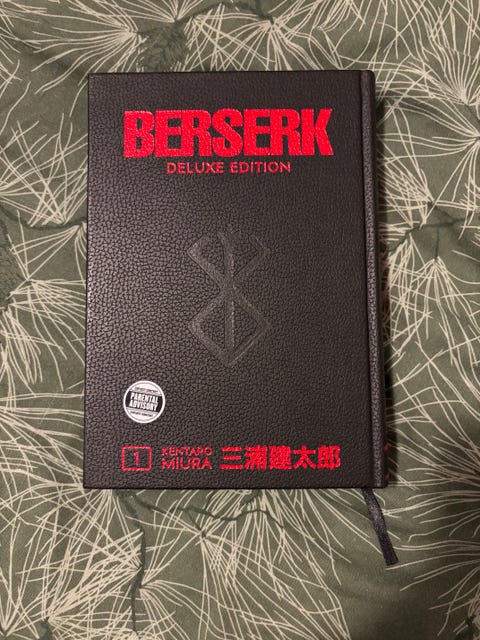 BERSERK
DELUXE EDITION
PARENTAL
ADVISORY
1
KENTARO
MIURA
三浦建太郎